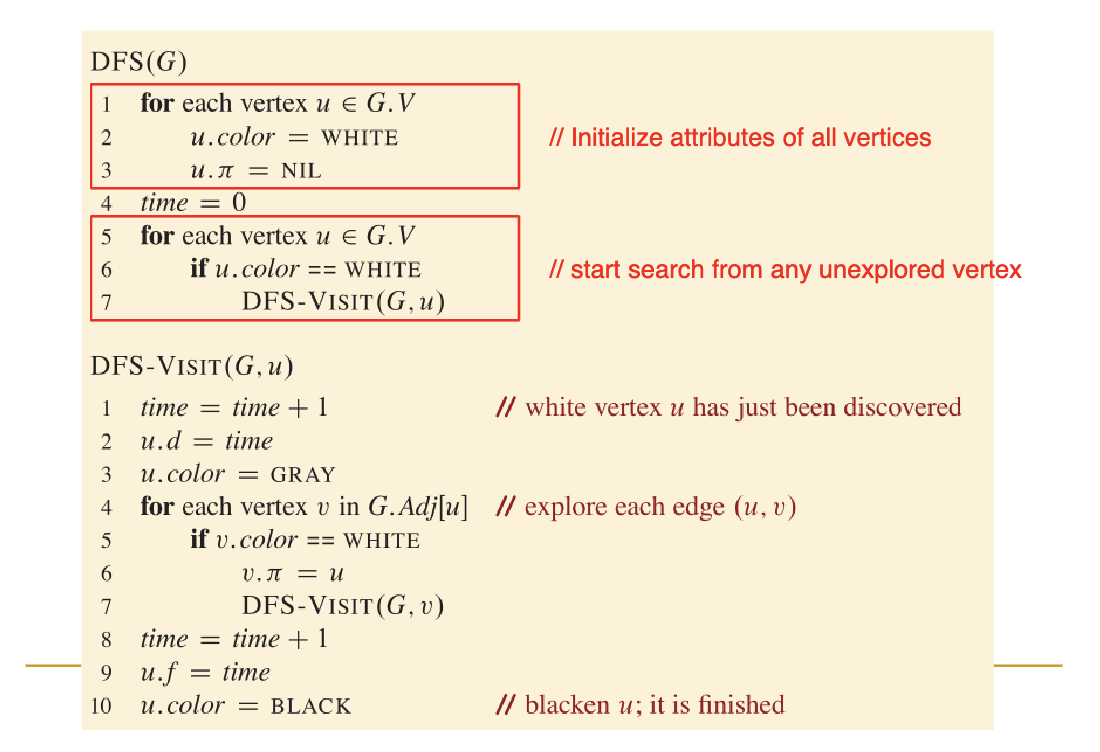 DFS(G)
1 for each vertex u ∈ G.V
2 u.color = WHITE // Initialize attributes of all vertices
3 u.π = NIL
4 time = 0
5 for each vertex u ∈ G.V
6 if u.color == WHITE // start search from any unexplored vertex
7 DFS-VISIT(G, u)
DFS-VISIT(G, u)
1 time = time + 1 // white vertex u has just been discovered
2 u.d = time
3 u.color = GRAY
4 for each vertex v in G.Adj[u] // explore each edge (u, v)
5 if v.color == WHITE
6 v.π = u
7 DFS-VISIT(G, v)
8 time = time + 1
9 u.f = time
10 u.color = BLACK // blacken u; it is finished